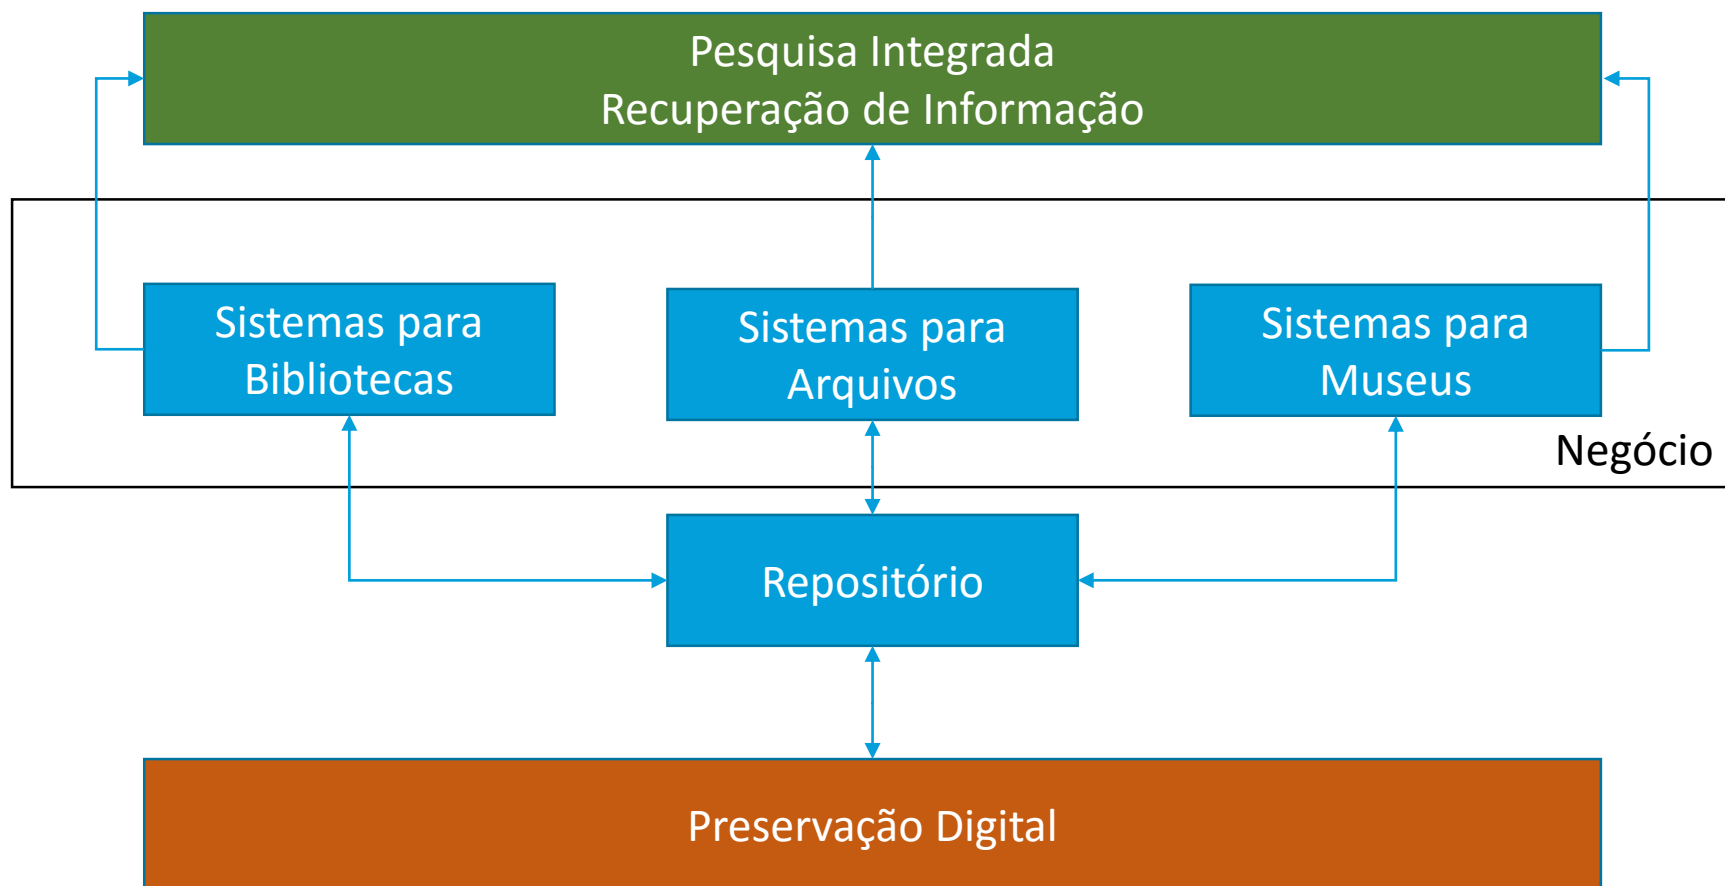 Pesquisa Integrada
Recuperação de Informação
Sistemas para
Bibliotecas
Sistemas para
Arquivos
Sistemas para
Museus
Negócio
Repositório
Preservação Digital